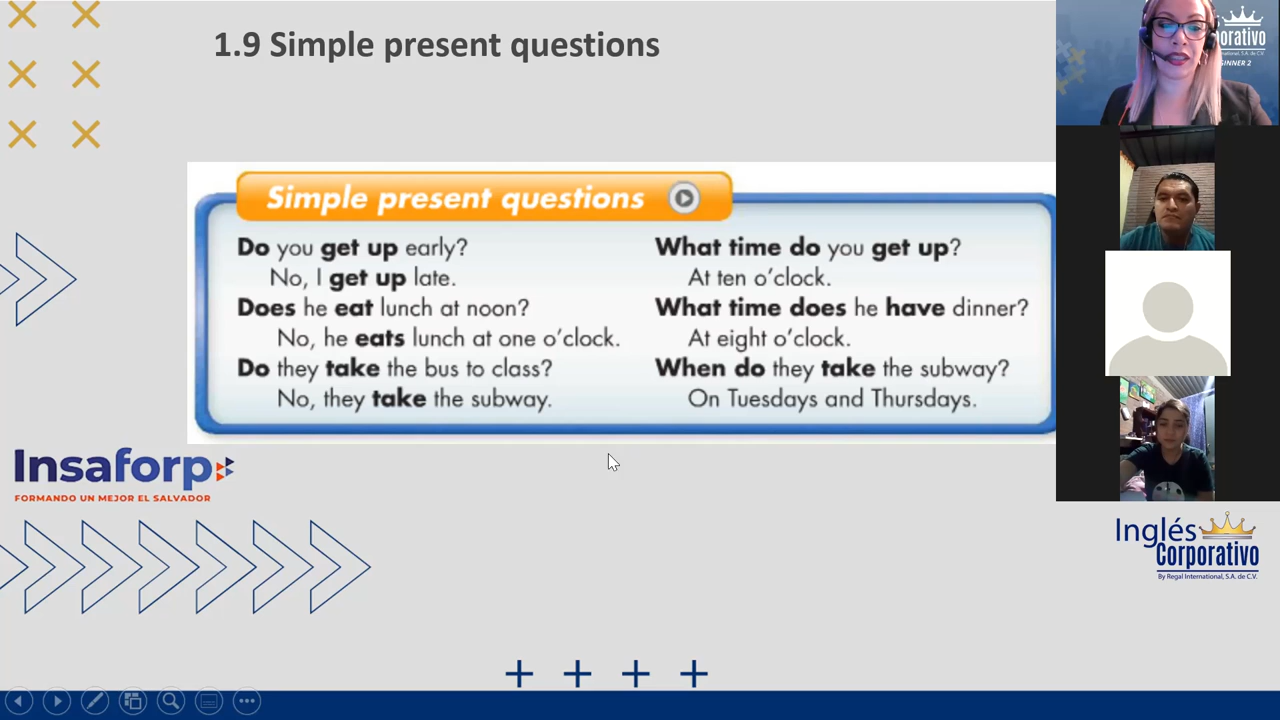 1.9 Simple present questions
Simple present questions
Do you get up early?
No, I get up late.
Does he eat lunch at noon?
No, he eats lunch at one o'clock.
Do they take the bus to class?
No, they take the subway.
What time do you get up?
At ten o'clock.
What time does he have dinner?
At eight o'clock.
When do they take the subway?
On Tuesdays and Thursdays.
Insaforp
FORMANDO UN MEJOR EL SALVADOR
Inglés
Corporativo
By Regal International, S.A. de C.V.